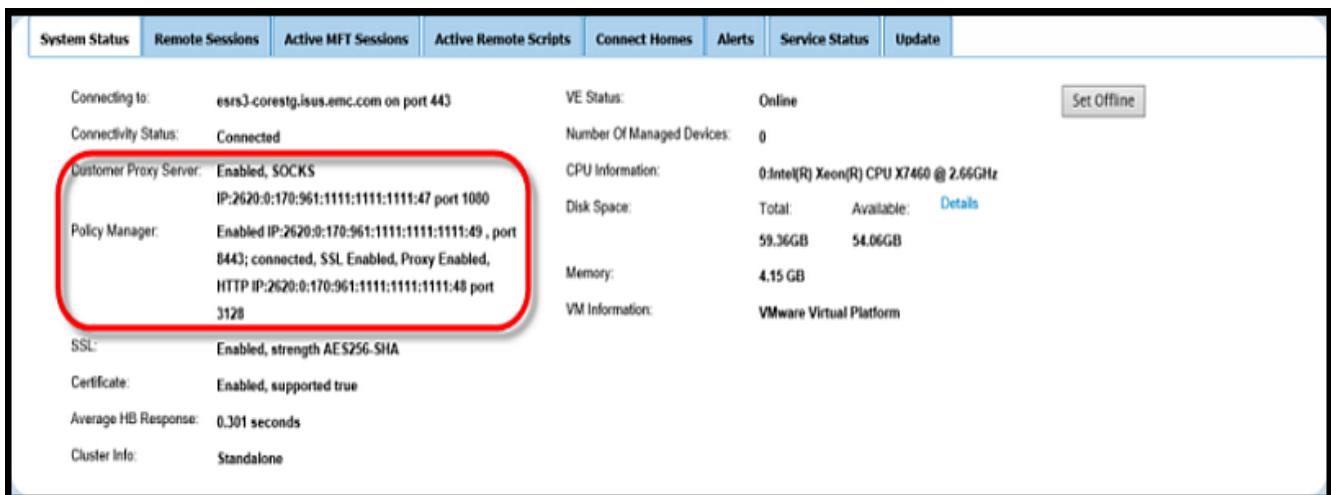 System Status
Remote Sessions
Active MFT Sessions
Active Remote Scripts
Connect Homes
Alerts
Service Status
Update
Connecting to: esrs3-corestg.isus.emc.com on port 443
Connectivity Status: Connected
Customer Proxy Server: Enabled, SOCKS
IP:2620:0:170:961:1111:1111:1111:47 port 1080
Policy Manager: Enabled IP:2620:0:170:961:1111:1111:1111:49 , port
8443; connected, SSL Enabled, Proxy Enabled,
HTTP IP:2620:0:170:961:1111:1111:1111:48 port
3128
SSL: Enabled, strength AES256-SHA
Certificate: Enabled, supported true
Average HB Response: 0.301 seconds
Cluster Info: Standalone
VE Status: Online
Number Of Managed Devices: 0
CPU Information: 0:Intel(R) Xeon(R) CPU X7460 @ 2.66GHz
Disk Space: Total: Available: Details
59.36GB 54.06GB
Memory: 4.15 GB
VM Information: VMware Virtual Platform
Set Offline